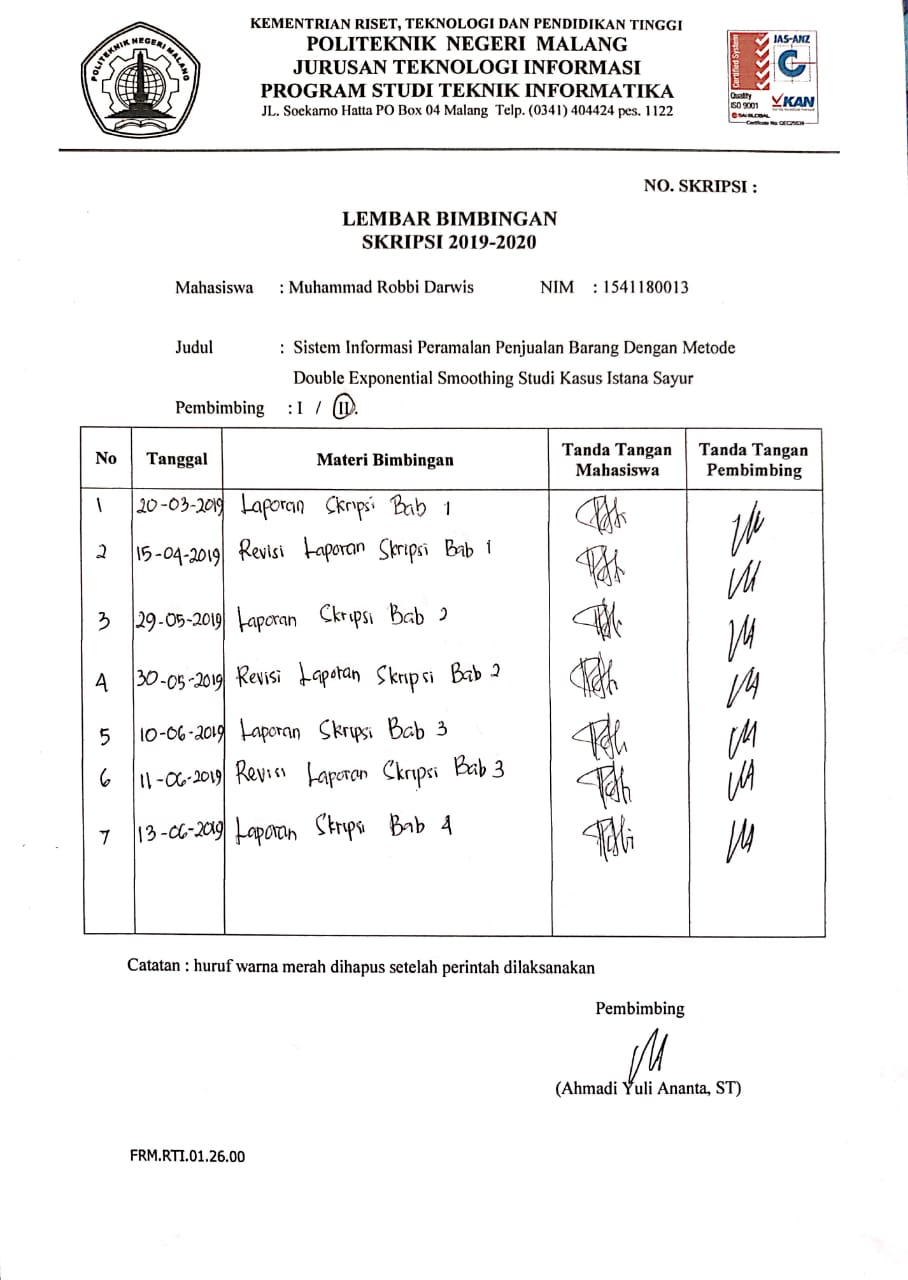 KEMENTRIAN RISET, TEKNOLOGI DAN PENDIDIKAN TINGGI
POLITEKNIK NEGERI MALANG
JURUSAN TEKNOLOGI INFORMASI
PROGRAM STUDI TEKNIK INFORMATIKA
JL. Soekarno Hatta PO Box 04 Malang Telp. (0341) 404424 pes. 1122
POLITEKNIK NEGERI MALANG
Certified System
JAS-ANZ
Quality
ISO 9001
KAN
SAI GLOBAL
NO. SKRIPSI :
LEMBAR BIMBINGAN
SKRIPSI 2019-2020
Mahasiswa : Muhammad Robbi Darwis NIM : 1541180013
Judul : Sistem Informasi Peramalan Penjualan Barang Dengan Metode
Double Exponential Smoothing Studi Kasus Istana Sayur
Pembimbing : I / II.
No Tanggal Materi Bimbingan Tanda Tangan Mahasiswa Tanda Tangan Pembimbing
1 20-03-2019 Laporan Skripsi Bab 1
2 15-04-2019 Revisi Laporan Skripsi Bab 1
3 29-05-2019 Laporan Skripsi Bab 2
4 30-05-2019 Revisi Laporan Skripsi Bab 2
5 10-06-2019 Laporan Skripsi Bab 3
6 11-06-2019 Revisi Laporan Skripsi Bab 3
7 13-06-2019 Laporan Skripsi Bab 4
Catatan : huruf warna merah dihapus setelah perintah dilaksanakan
Pembimbing
(Ahmadi Yuli Ananta, ST)
FRM.RTI.01.26.00